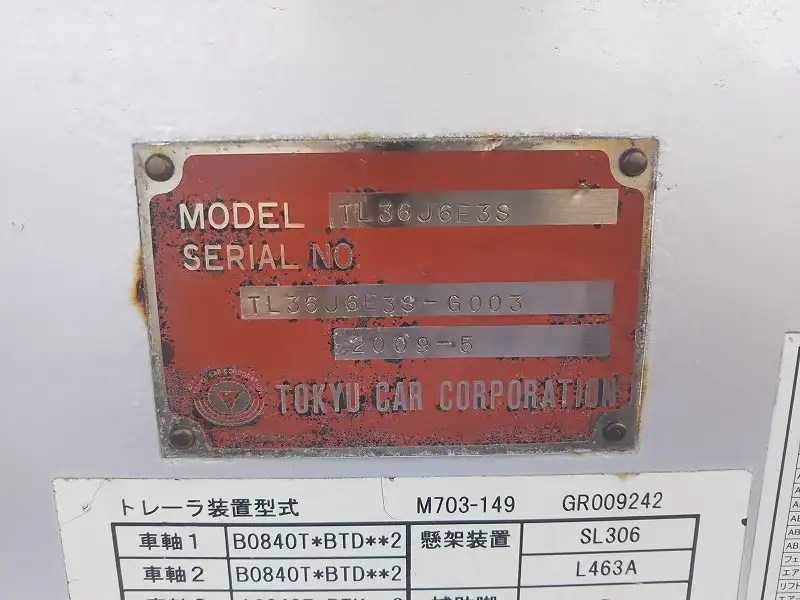 MODEL TL36J6E3S
SERIAL NO.
TL36J6E3S-G003
2009-5
TOKYU CAR CORPORATION
トレーラ装置型式 M703-149 GR009242
車軸1 B0840T*BTD**2 懸架装置 SL306
車軸2 B0840T*BTD**2 L463A